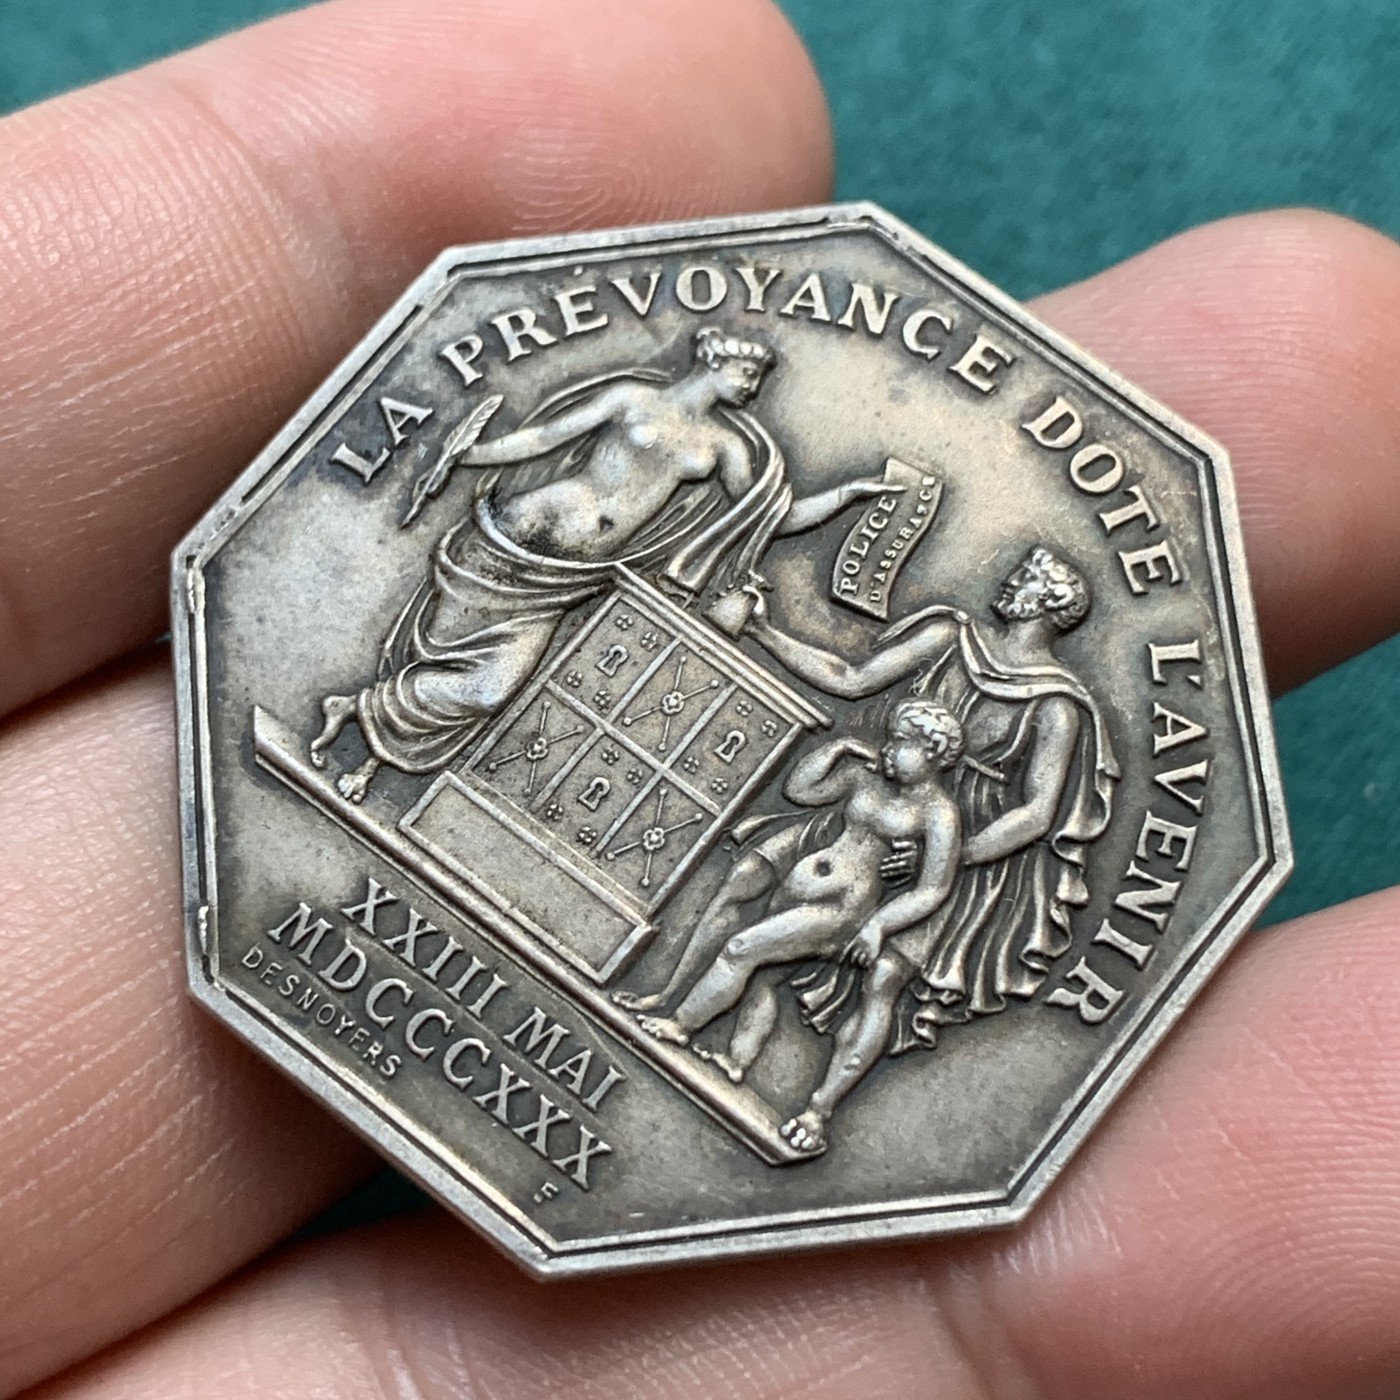 LA PRÉVOYANCE DOTE L'AVENIR
POLICE
D'ASSURAnCE
XXIII MAI
MDCCCXXX
DESNOYERS F